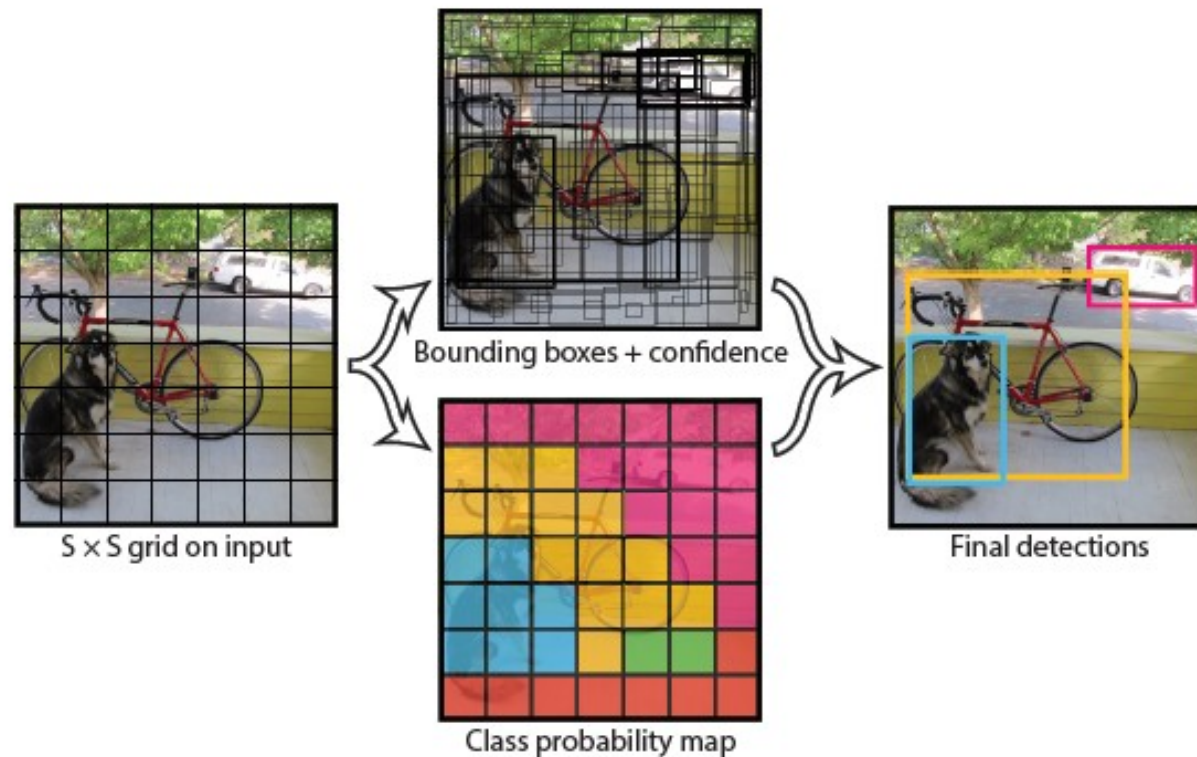 Bounding boxes + confidence
S × S grid on input
Final detections
Class probability map